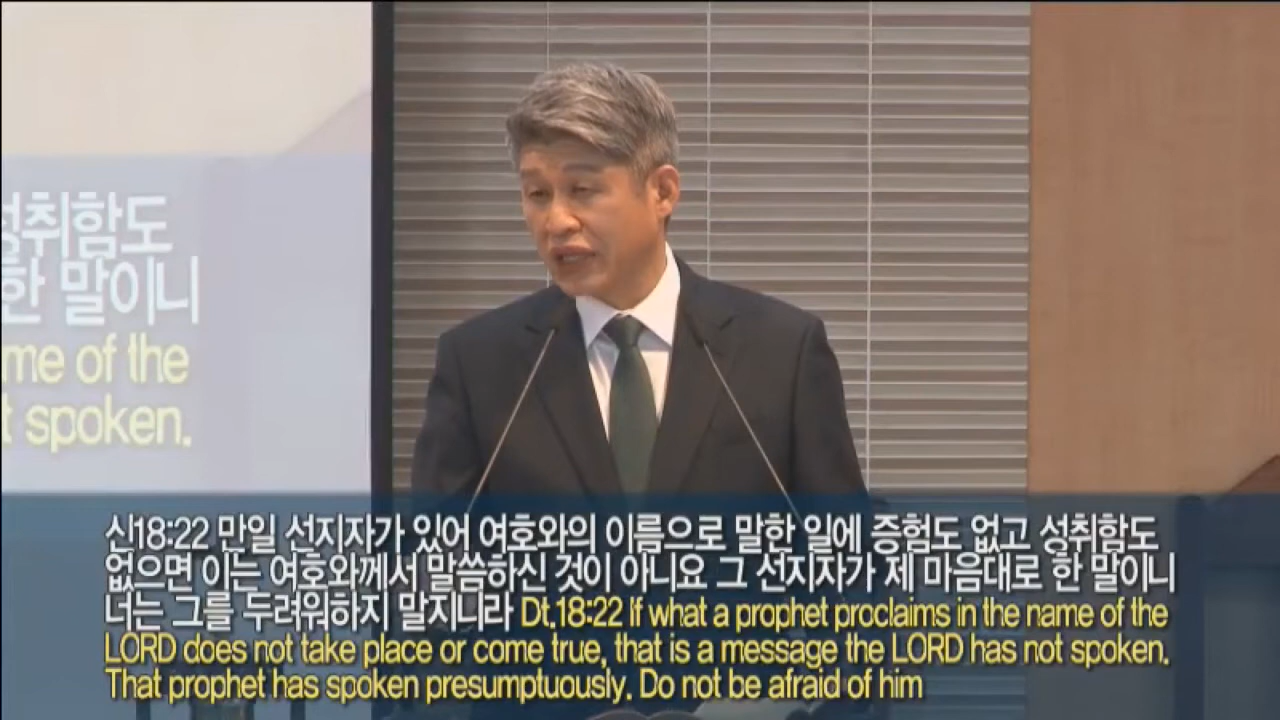 성취함도
한 말이니
me of the
t spoken.
신18:22 만일 선지자가 있어 여호와의 이름으로 말한 일에 증험도 없고 성취함도
없으면 이는 여호와께서 말씀하신 것이 아니요 그 선지자가 제 마음대로 한 말이니
너는 그를 두려워하지 말지니라 Dt.18:22 If what a prophet proclaims in the name of the
LORD does not take place or come true, that is a message the LORD has not spoken.
That prophet has spoken presumptuously. Do not be afraid of him